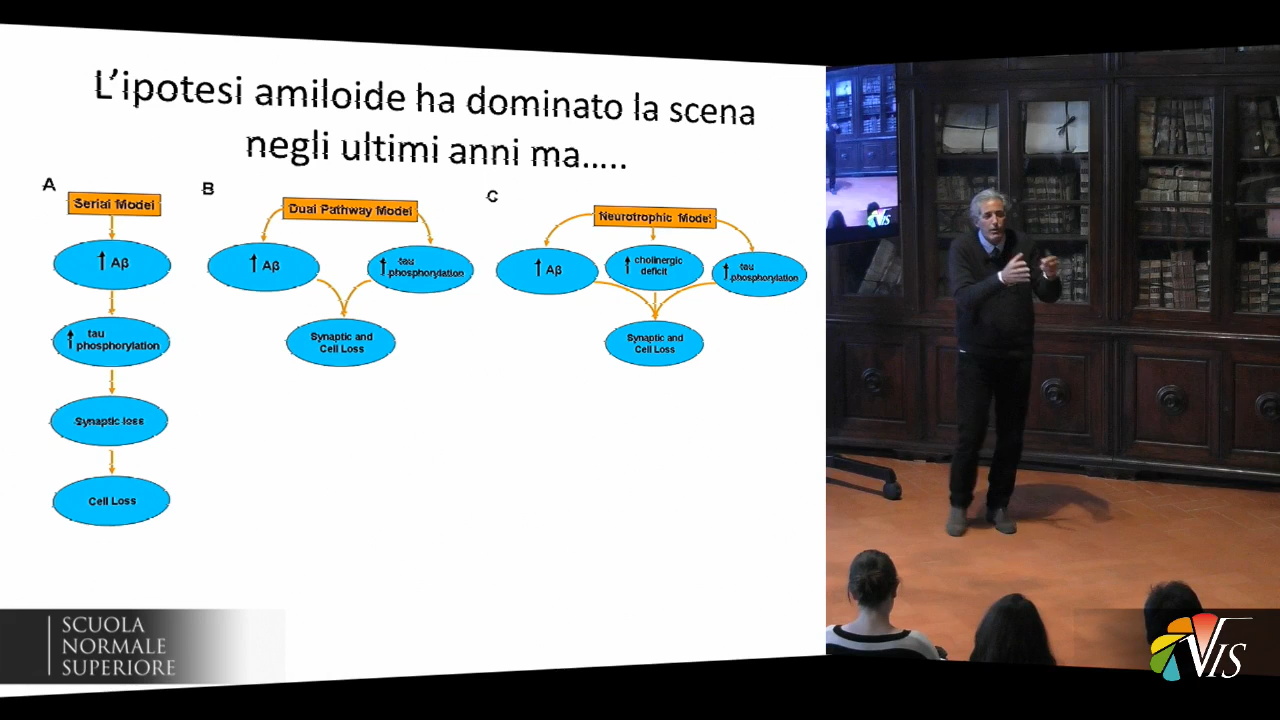 L'ipotesi amiloide ha dominato la scena
negli ultimi anni ma.....
A
Serial Model
↑ Aβ
↑ tau
phosphorylation
Synaptic loss
Cell Loss
B
Dual Pathway Model
↑ Aβ
↑ tau
phosphorylation
Synaptic and
Cell Loss
C
Neurotrophic Model
↑ Aβ
↑ cholinergic
deficit
↑ tau
phosphorylation
Synaptic and
Cell Loss
SCUOLA
NORMALE
SUPERIORE
VIS